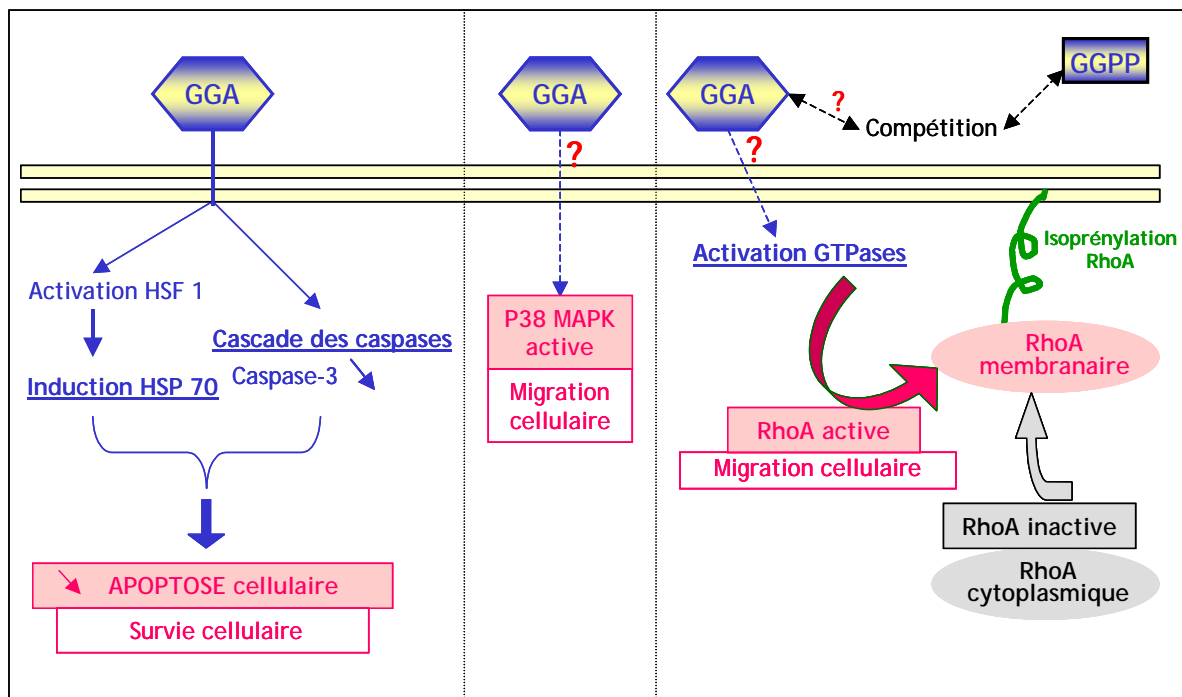 GGA
Activation HSF 1
Induction HSP 70
Cascade des caspases
Caspase-3
APOPTOSE cellulaire
Survie cellulaire
GGA
?
P38 MAPK
active
Migration
cellulaire
GGA
?
?
Compétition
GGPP
Activation GTPases
Isoprénylation
RhoA
RhoA
membranaire
RhoA active
Migration cellulaire
RhoA inactive
RhoA
cytoplasmique